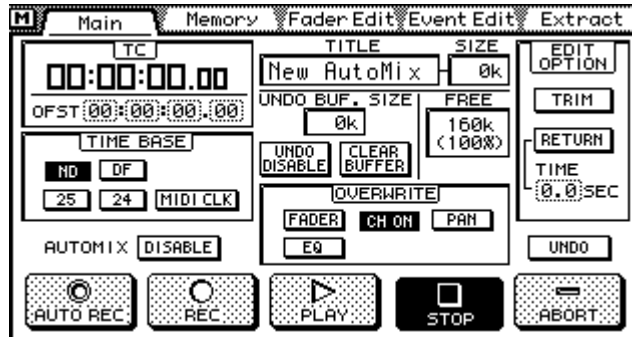 M Main Memory Fader Edit Event Edit Extract
TC
00:00:00.00
OFST 00:00:00.00
TITLE
New AutoMix
SIZE
0k
UNDO BUF. SIZE
0k
FREE
160k
(100%)
UNDO DISABLE
CLEAR BUFFER
EDIT OPTION
TRIM
RETURN
TIME
0.0 SEC
TIME BASE
ND DF
25 24 MIDI CLK
OVERWRITE
FADER CH ON PAN
EQ
AUTOMIX DISABLE
UNDO
AUTO REC REC PLAY STOP ABORT